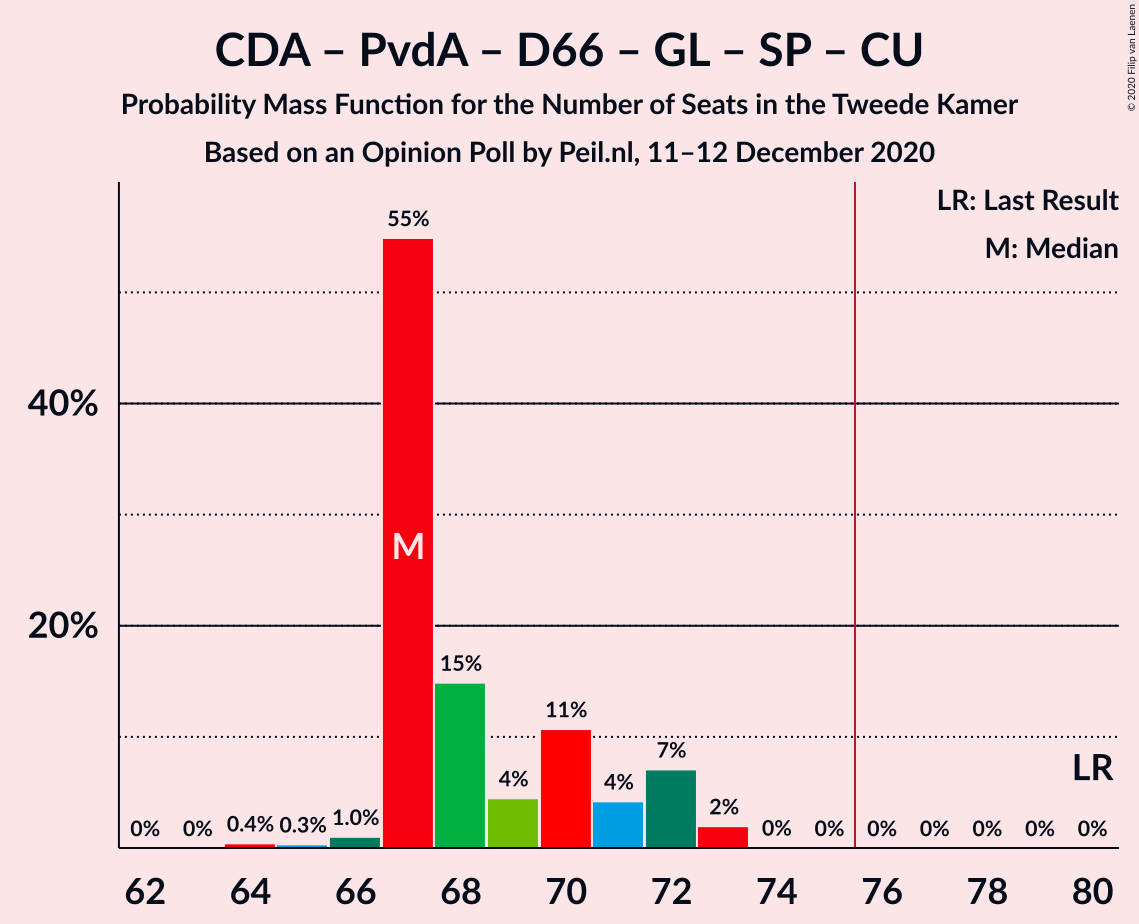 CDA – PvdA – D66 – GL – SP – CU
Probability Mass Function for the Number of Seats in the Tweede Kamer
Based on an Opinion Poll by Peil.nl, 11–12 December 2020
© 2020 Filip van Laenen
LR: Last Result
M: Median
55%
40%
M
20%
15%
11%
7%
LR
4%
4%
2%
0% 0% 0.4% 0.3% 1.0% 0% 0% 0% 0% 0% 0% 0%
62 64 66 68 70 72 74 76 78 80